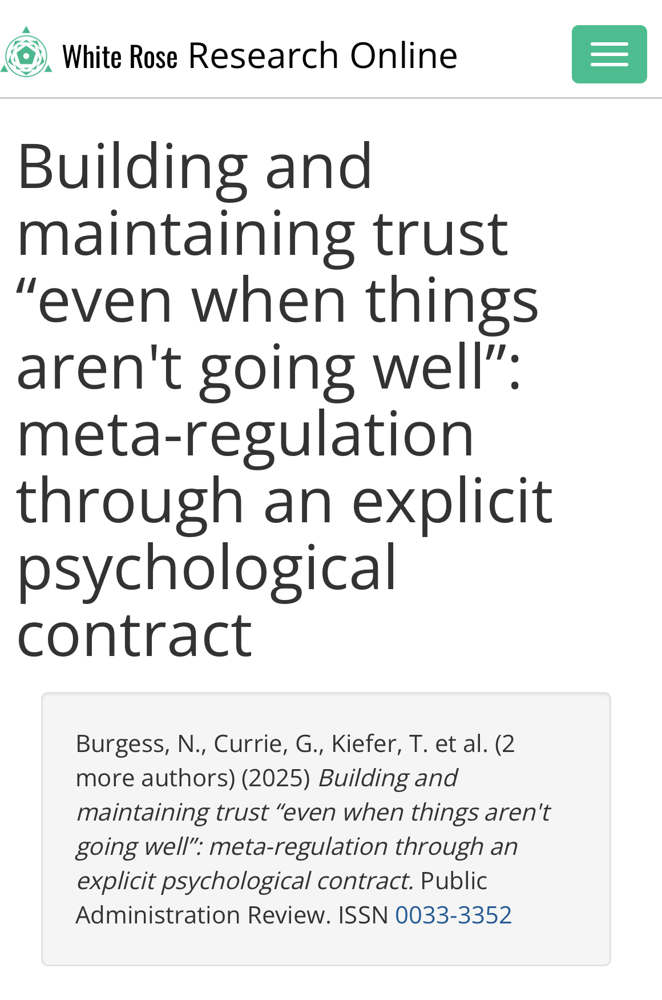 White Rose Research Online
Building and
maintaining trust
“even when things
aren't going well”:
meta-regulation
through an explicit
psychological
contract
Burgess, N., Currie, G., Kiefer, T. et al. (2
more authors) (2025) Building and
maintaining trust “even when things aren't
going well”: meta-regulation through an
explicit psychological contract. Public
Administration Review. ISSN 0033-3352